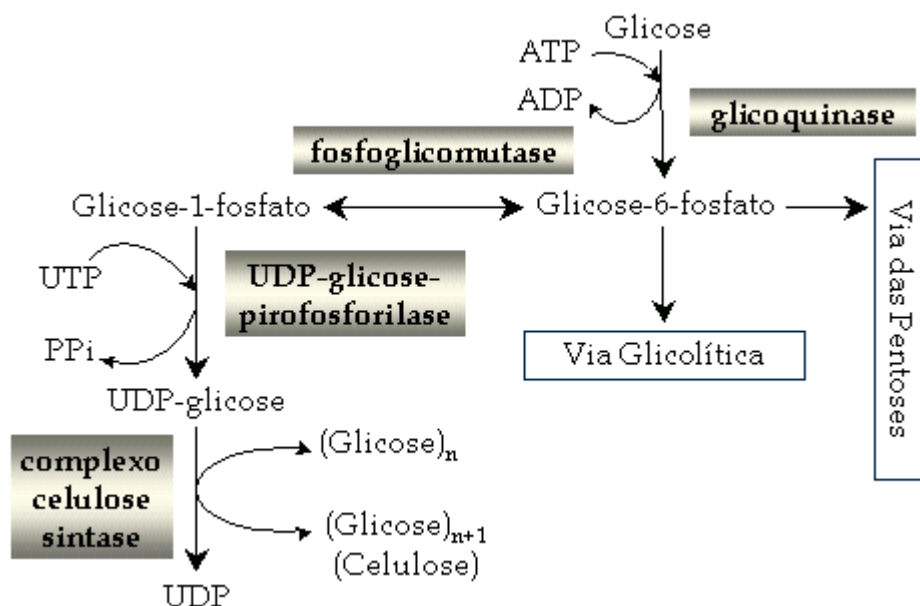 Glicose
ATP
ADP
glicoquinase
fosfoglicomutase
Glicose-1-fosfato
Glicose-6-fosfato
Via das Pentoses
UTP
UDP-glicose-
pirofosforilase
PPi
Via Glicolítica
UDP-glicose
complexo
celulose
sintase
(Glicose)n
(Glicose)n+1
(Celulose)
UDP